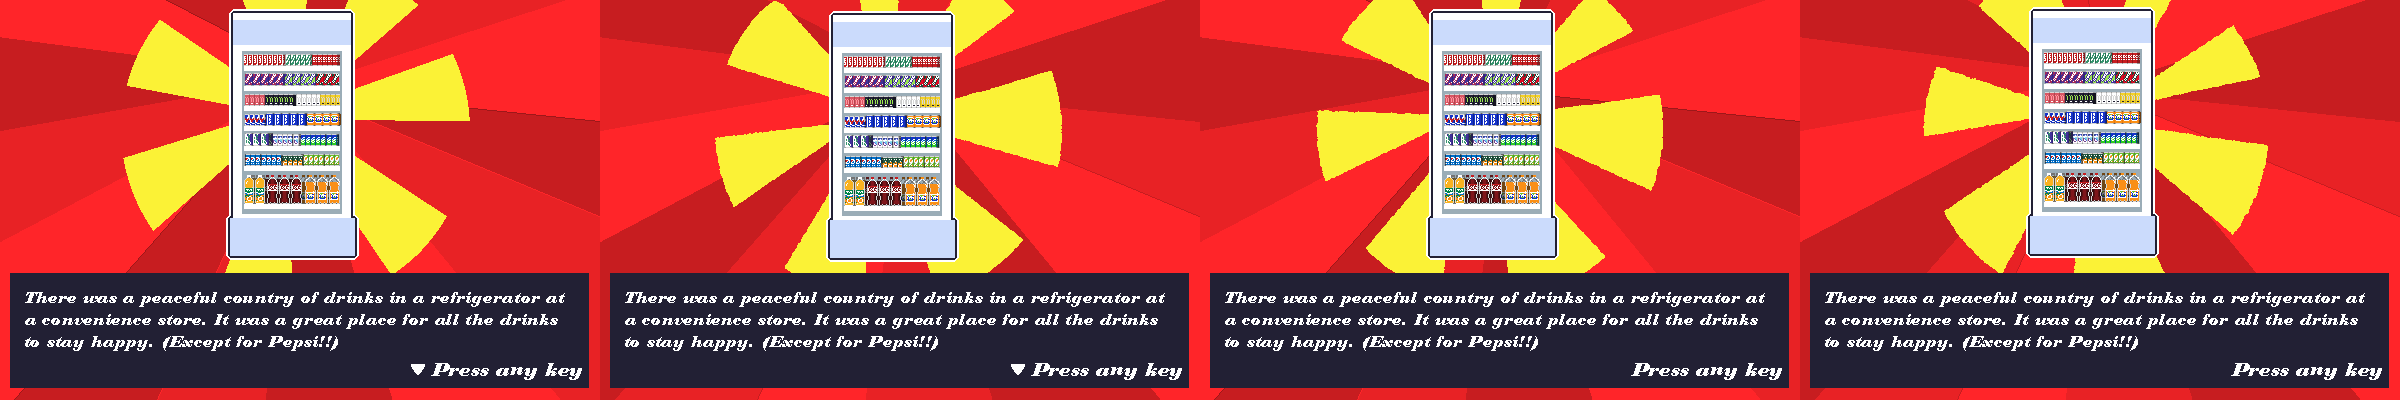 There was a peaceful country of drinks in a refrigerator at
a convenience store. It was a great place for all the drinks
to stay happy. (Except for Pepsi!!)
Press any key
There was a peaceful country of drinks in a refrigerator at
a convenience store. It was a great place for all the drinks
to stay happy. (Except for Pepsi!!)
Press any key
There was a peaceful country of drinks in a refrigerator at
a convenience store. It was a great place for all the drinks
to stay happy. (Except for Pepsi!!)
Press any key
There was a peaceful country of drinks in a refrigerator at
a convenience store. It was a great place for all the drinks
to stay happy. (Except for Pepsi!!)
Press any key